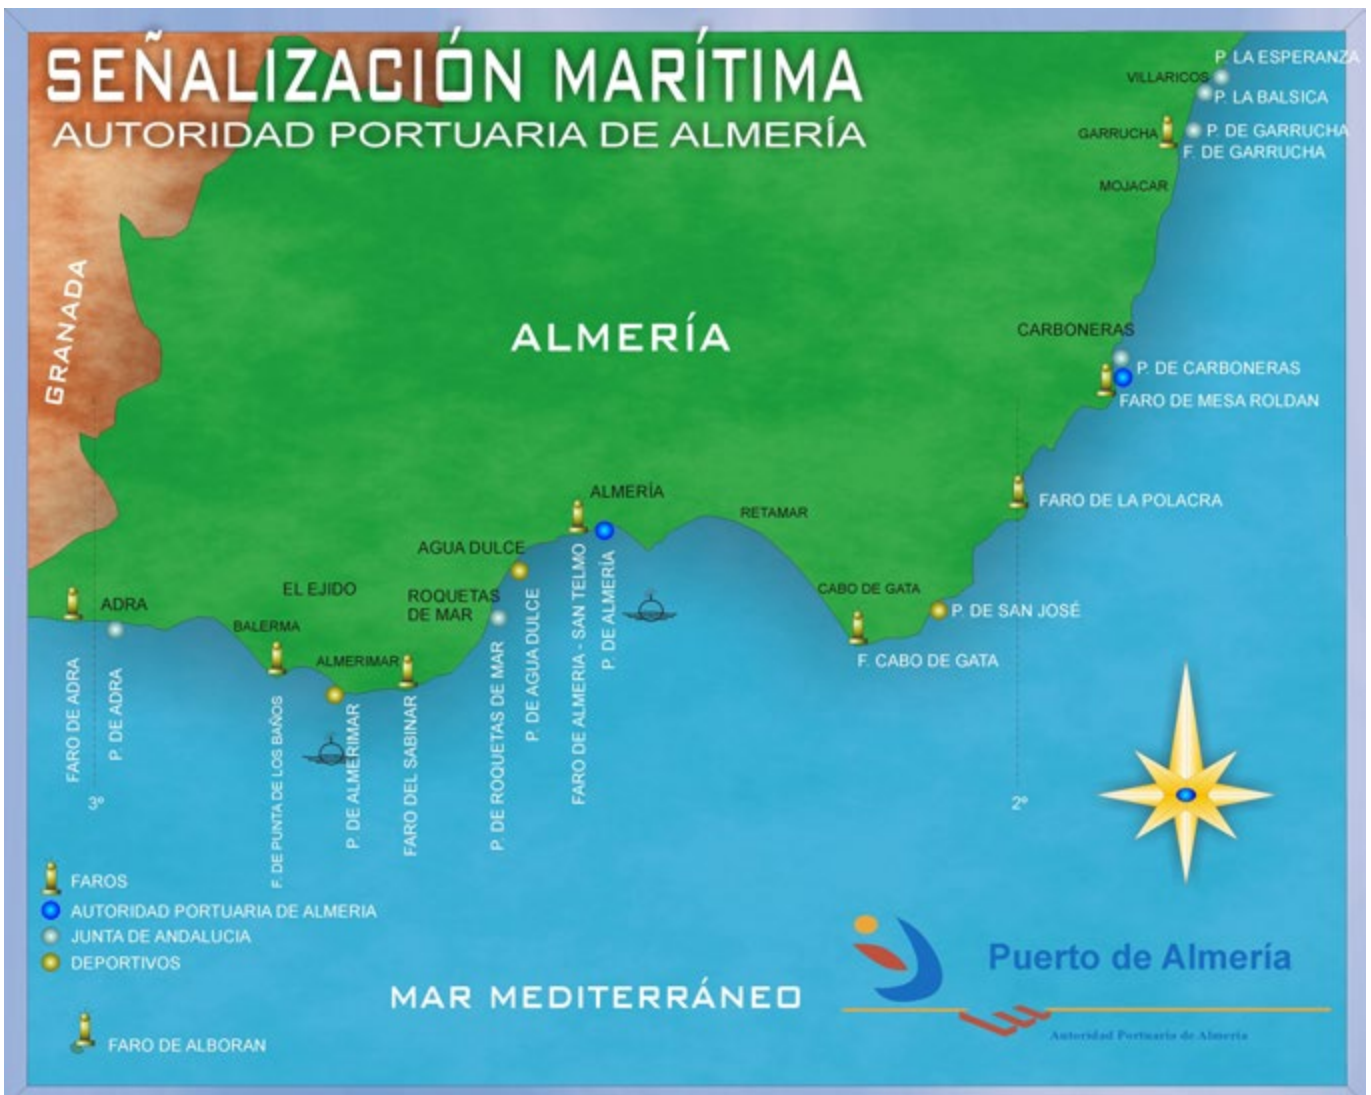 SEÑALIZACIÓN MARÍTIMA
AUTORIDAD PORTUARIA DE ALMERÍA
P. LA ESPERANZA
VILLARICOS
P. LA BALSICA
GARRUCHA
P. DE GARRUCHA
F. DE GARRUCHA
MOJACAR
GRANADA
ALMERÍA
CARBONERAS
P. DE CARBONERAS
FARO DE MESA ROLDAN
ALMERÍA
RETAMAR
FARO DE LA POLACRA
AGUA DULCE
EL EJIDO
ROQUETAS
DE MAR
CABO DE GATA
ADRA
P. DE SAN JOSÉ
BALERMA
ALMERIMAR
F. CABO DE GATA
FARO DE ADRA
P. DE ADRA
F. DE PUNTA DE LOS BAÑOS
P. DE ALMERIMAR
FARO DEL SABINAR
P. DE ROQUETAS DE MAR
P. DE AGUA DULCE
FARO DE ALMERIA - SAN TELMO
P. DE ALMERÍA
3º
2º
FAROS
AUTORIDAD PORTUARIA DE ALMERIA
JUNTA DE ANDALUCIA
DEPORTIVOS
MAR MEDITERRÁNEO
FARO DE ALBORAN
Puerto de Almería
Autoridad Portuaria de Almería